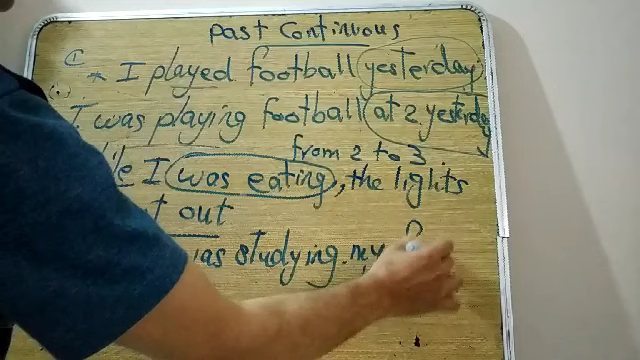 past Continuous
I played football yesterday
I was playing football at 2 yesterday
from 2 to 3
I was eating, the lights
out
studying. my